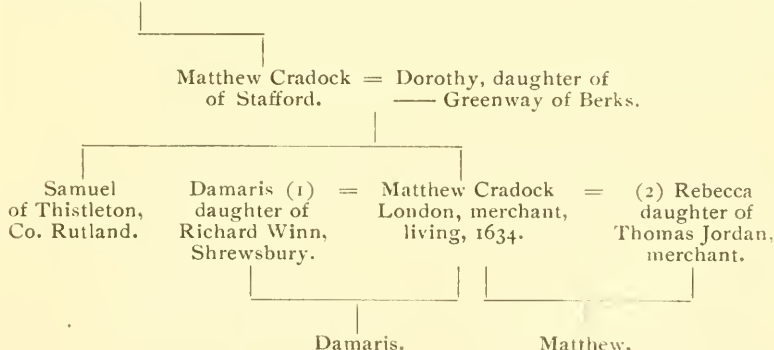 Matthew Cradock = Dorothy, daughter of
of Stafford. —— Greenway of Berks.
Samuel
of Thistleton,
Co. Rutland.
Damaris (1)
daughter of
Richard Winn,
Shrewsbury.
=
Matthew Cradock
London, merchant,
living, 1634.
=
(2) Rebecca
daughter of
Thomas Jordan,
merchant.
Damaris. Matthew.